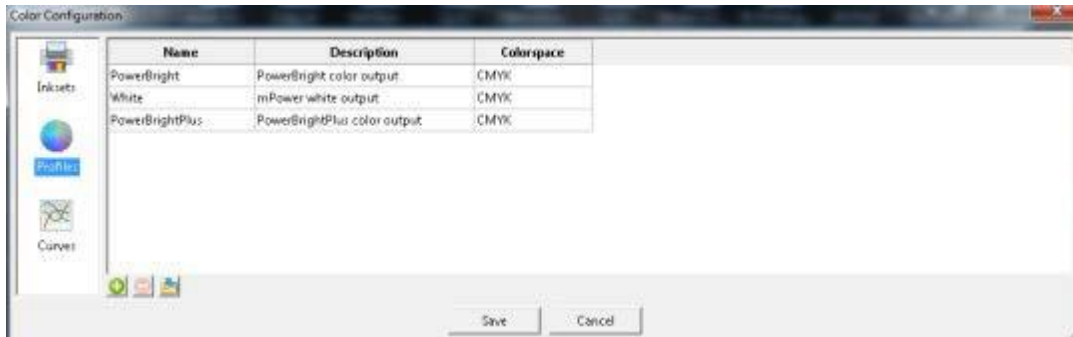 Color Configuration
Inksets
Profiles
Curves
Name Description Colorspace
PowerBright PowerBright color output CMYK
White mPower white output CMYK
PowerBrightPlus PowerBrightPlus color output CMYK
Save Cancel